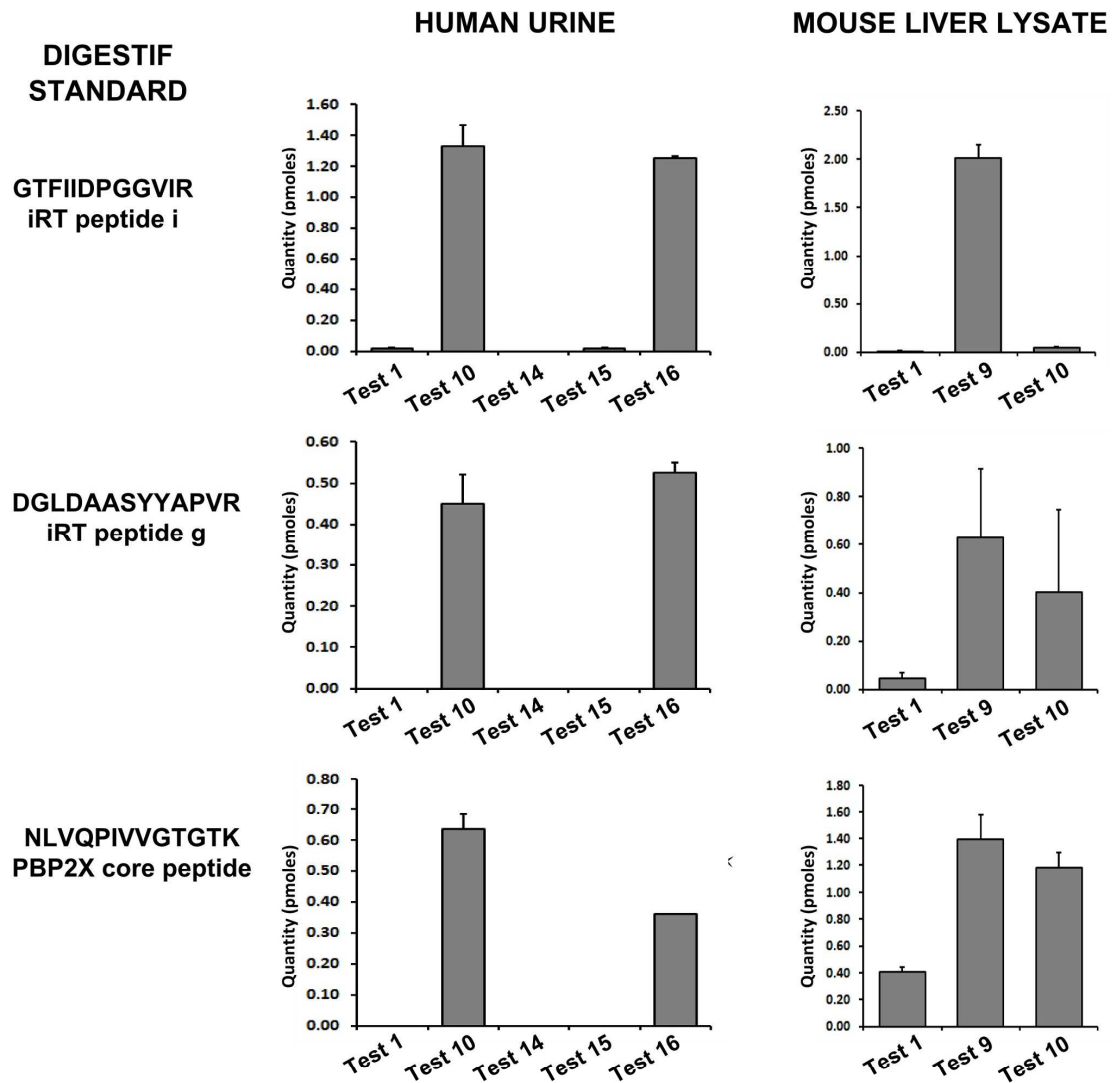 HUMAN URINE
MOUSE LIVER LYSATE
DIGESTIF
STANDARD
GTFIIDPGGVIR
iRT peptide i
Quantity (pmoles)
1.60
1.40
1.20
1.00
0.80
0.60
0.40
0.20
0.00
Test 1
Test 10
Test 14
Test 15
Test 16
Quantity (pmoles)
2.50
2.00
1.50
1.00
0.50
0.00
Test 1
Test 9
Test 10
DGLDAASYYAPVR
iRT peptide g
Quantity (pmoles)
0.60
0.50
0.40
0.30
0.20
0.10
0.00
Test 1
Test 10
Test 14
Test 15
Test 16
Quantity (pmoles)
1.00
0.80
0.60
0.40
0.20
0.00
Test 1
Test 9
Test 10
NLVQPIVVGTGTK
PBP2X core peptide
Quantity (pmoles)
0.80
0.70
0.60
0.50
0.40
0.30
0.20
0.10
0.00
Test 1
Test 10
Test 14
Test 15
Test 16
Quantity (pmoles)
1.80
1.60
1.40
1.20
1.00
0.80
0.60
0.40
0.20
0.00
Test 1
Test 9
Test 10